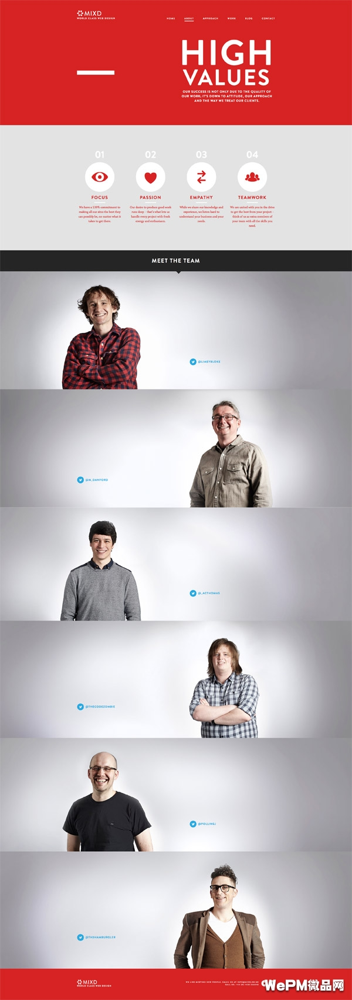 MIXD
WORLD CLASS WEB DESIGN
HOME ABOUT APPROACH WORK BLOG CONTACT
HIGH
VALUES
OUR SUCCESS IS NOT ONLY DUE TO THE QUALITY OF
OUR WORK; IT'S DOWN TO ATTITUDE, OUR APPROACH
AND THE WAY WE TREAT OUR CLIENTS.
01
FOCUS
We have a 110% commitment to
making all our sites the best they
can possibly be, no matter what it
takes to get there.
02
PASSION
Our desire to produce good work
runs deep – that's what lets us
handle every project with fresh
energy and enthusiasm.
03
EMPATHY
While we share our knowledge and
experience, we listen hard to
understand your business and your
needs.
04
TEAMWORK
We are united with you in the drive
to get the best from your project –
think of us as extra members of
your team with all the skills you
need.
MEET THE TEAM
@LIMEYBLOKE
@M_DANFORD
@_ACTHOMAS
@THECODEZOMBIE
@POLLINGJ
@THEHAMBURGLER
MIXD
WORLD CLASS WEB DESIGN
WE LIKE MEETING NEW PEOPLE, EMAIL US AT INFO@MIXD.CO.UK
CALL US:
WePM微品网